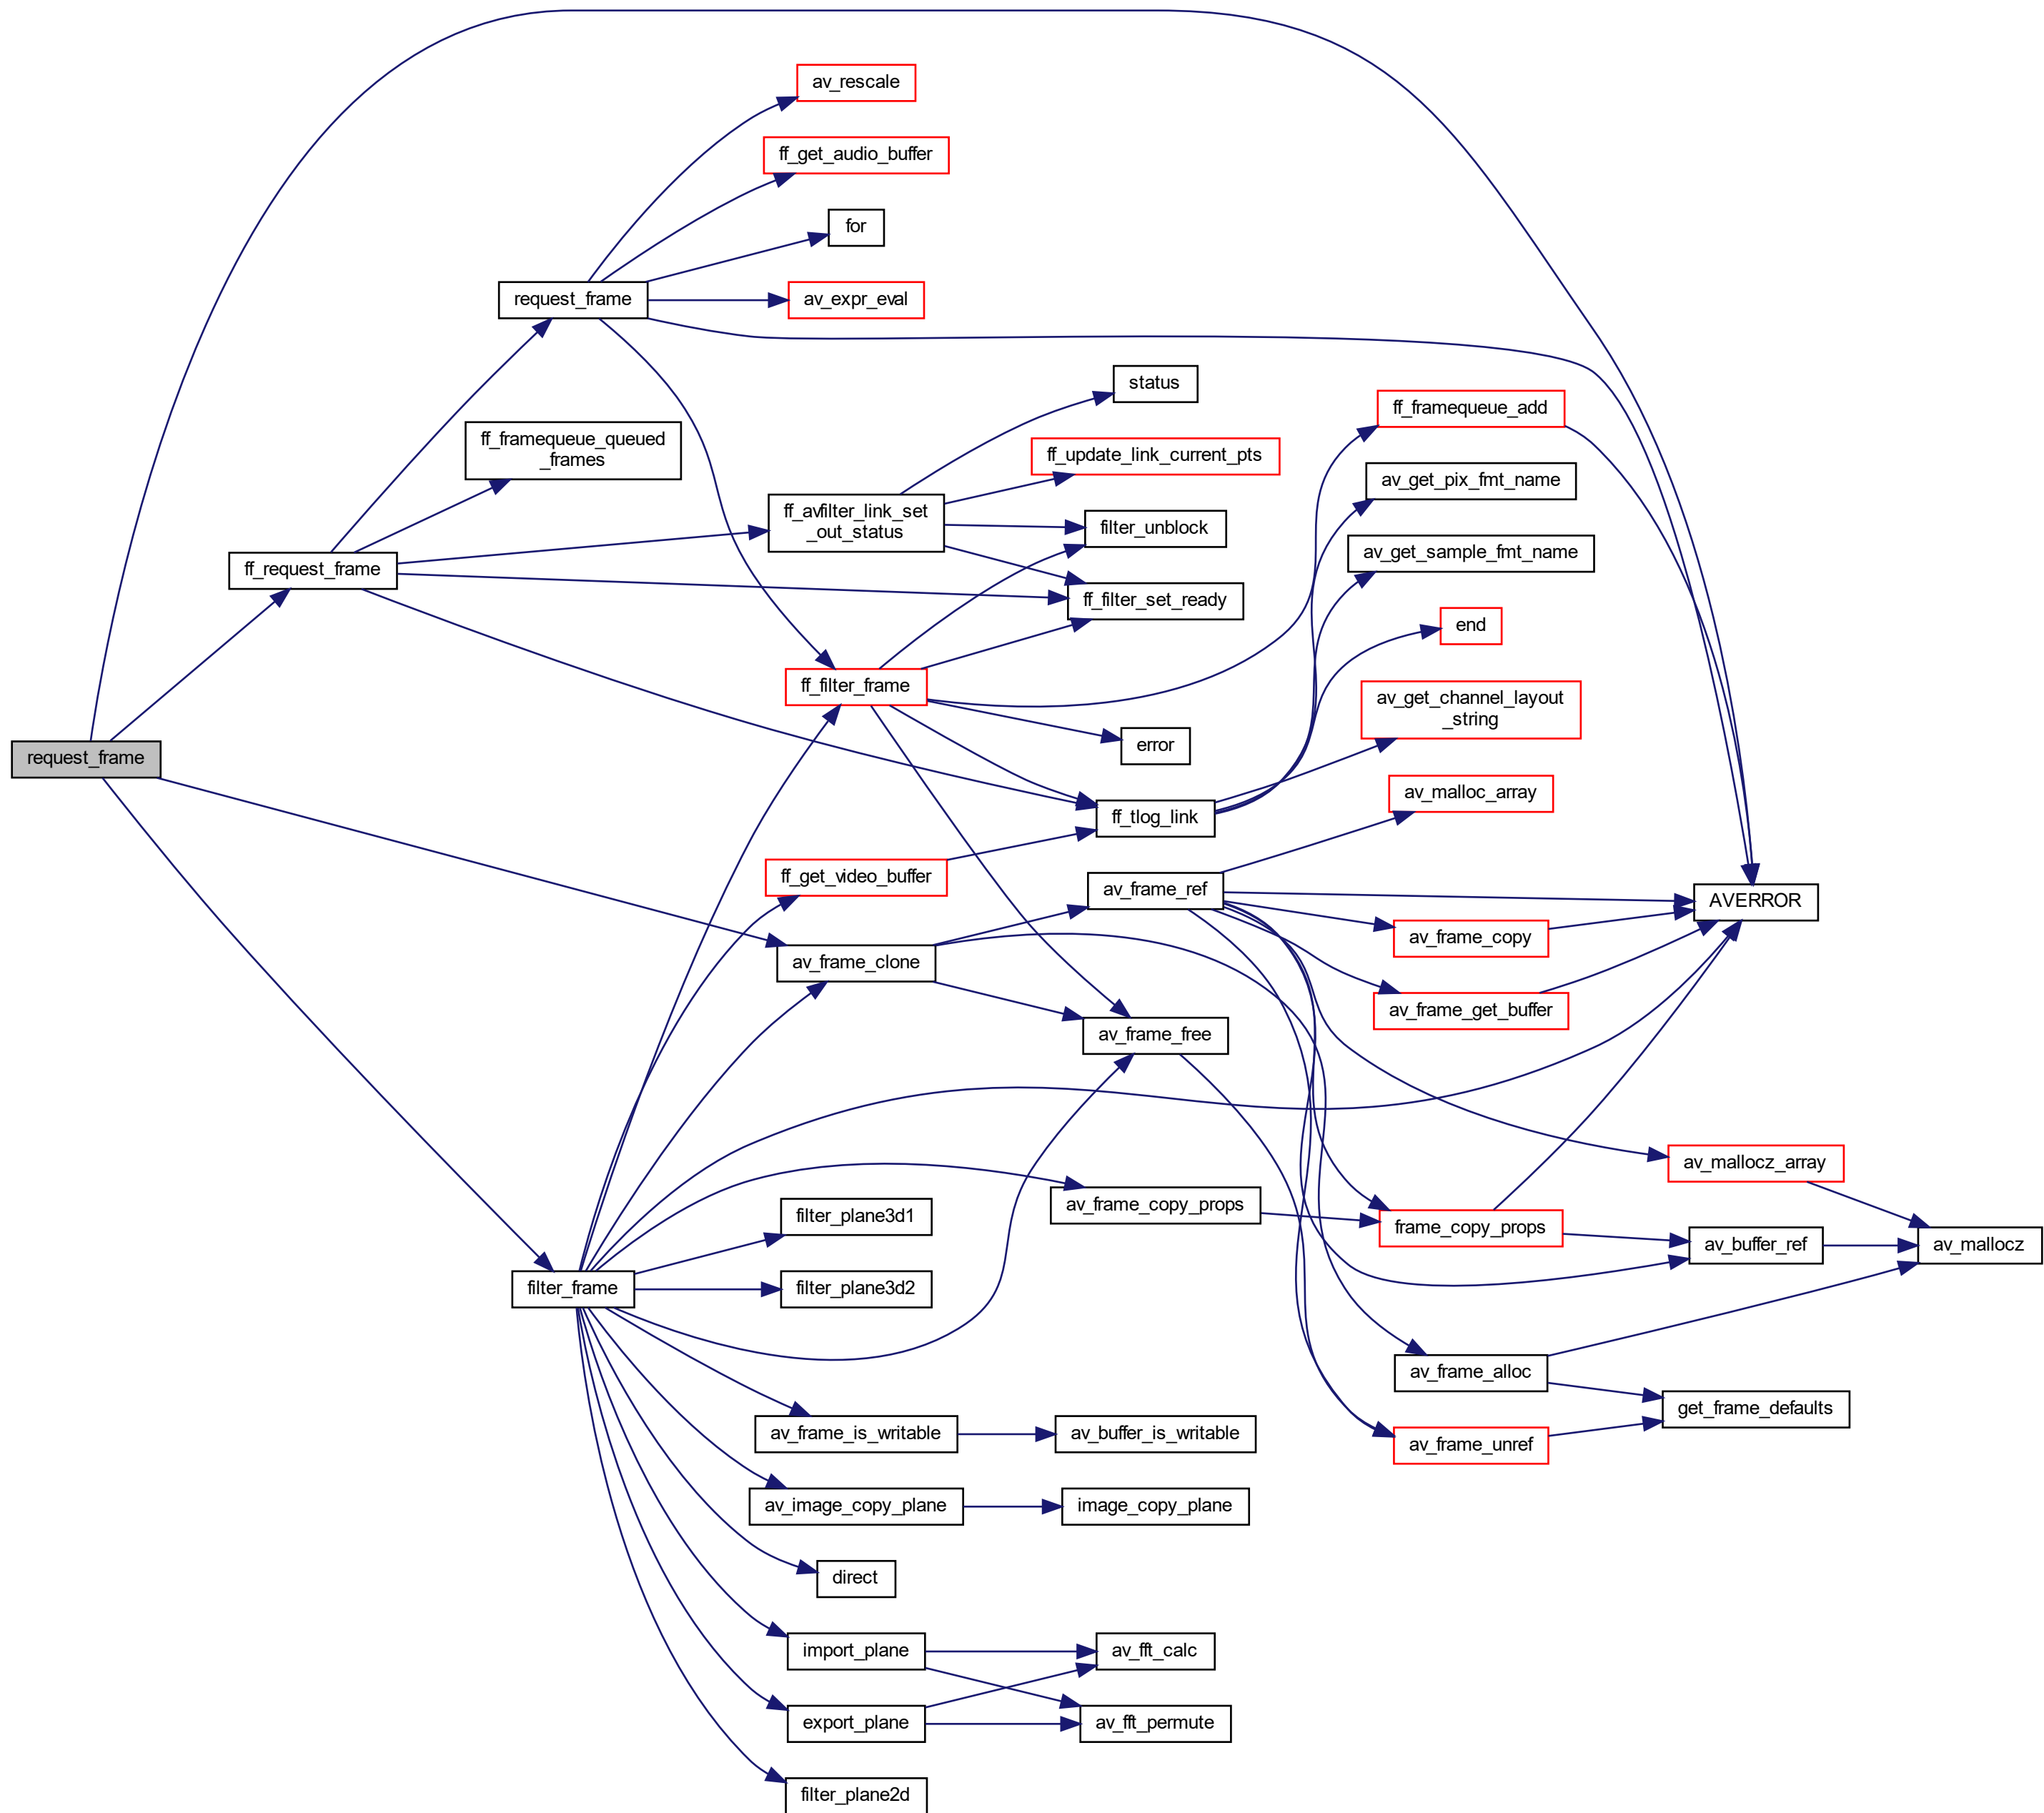 av_rescale
ff_get_audio_buffer
for
request_frame
av_expr_eval
status
ff_framequeue_add
ff_framequeue_queued
_frames
ff_update_link_current_pts
av_get_pix_fmt_name
ff_avfilter_link_set
_out_status
filter_unblock
av_get_sample_fmt_name
ff_request_frame
ff_filter_set_ready
end
ff_filter_frame
av_get_channel_layout
_string
request_frame
error
av_malloc_array
ff_tlog_link
ff_get_video_buffer
av_frame_ref
AVERROR
av_frame_copy
av_frame_clone
av_frame_get_buffer
av_frame_free
av_mallocz_array
av_frame_copy_props
filter_plane3d1
frame_copy_props
av_buffer_ref
av_mallocz
filter_frame
filter_plane3d2
av_frame_alloc
get_frame_defaults
av_frame_is_writable
av_buffer_is_writable
av_frame_unref
av_image_copy_plane
image_copy_plane
direct
import_plane
av_fft_calc
export_plane
av_fft_permute
filter_plane2d